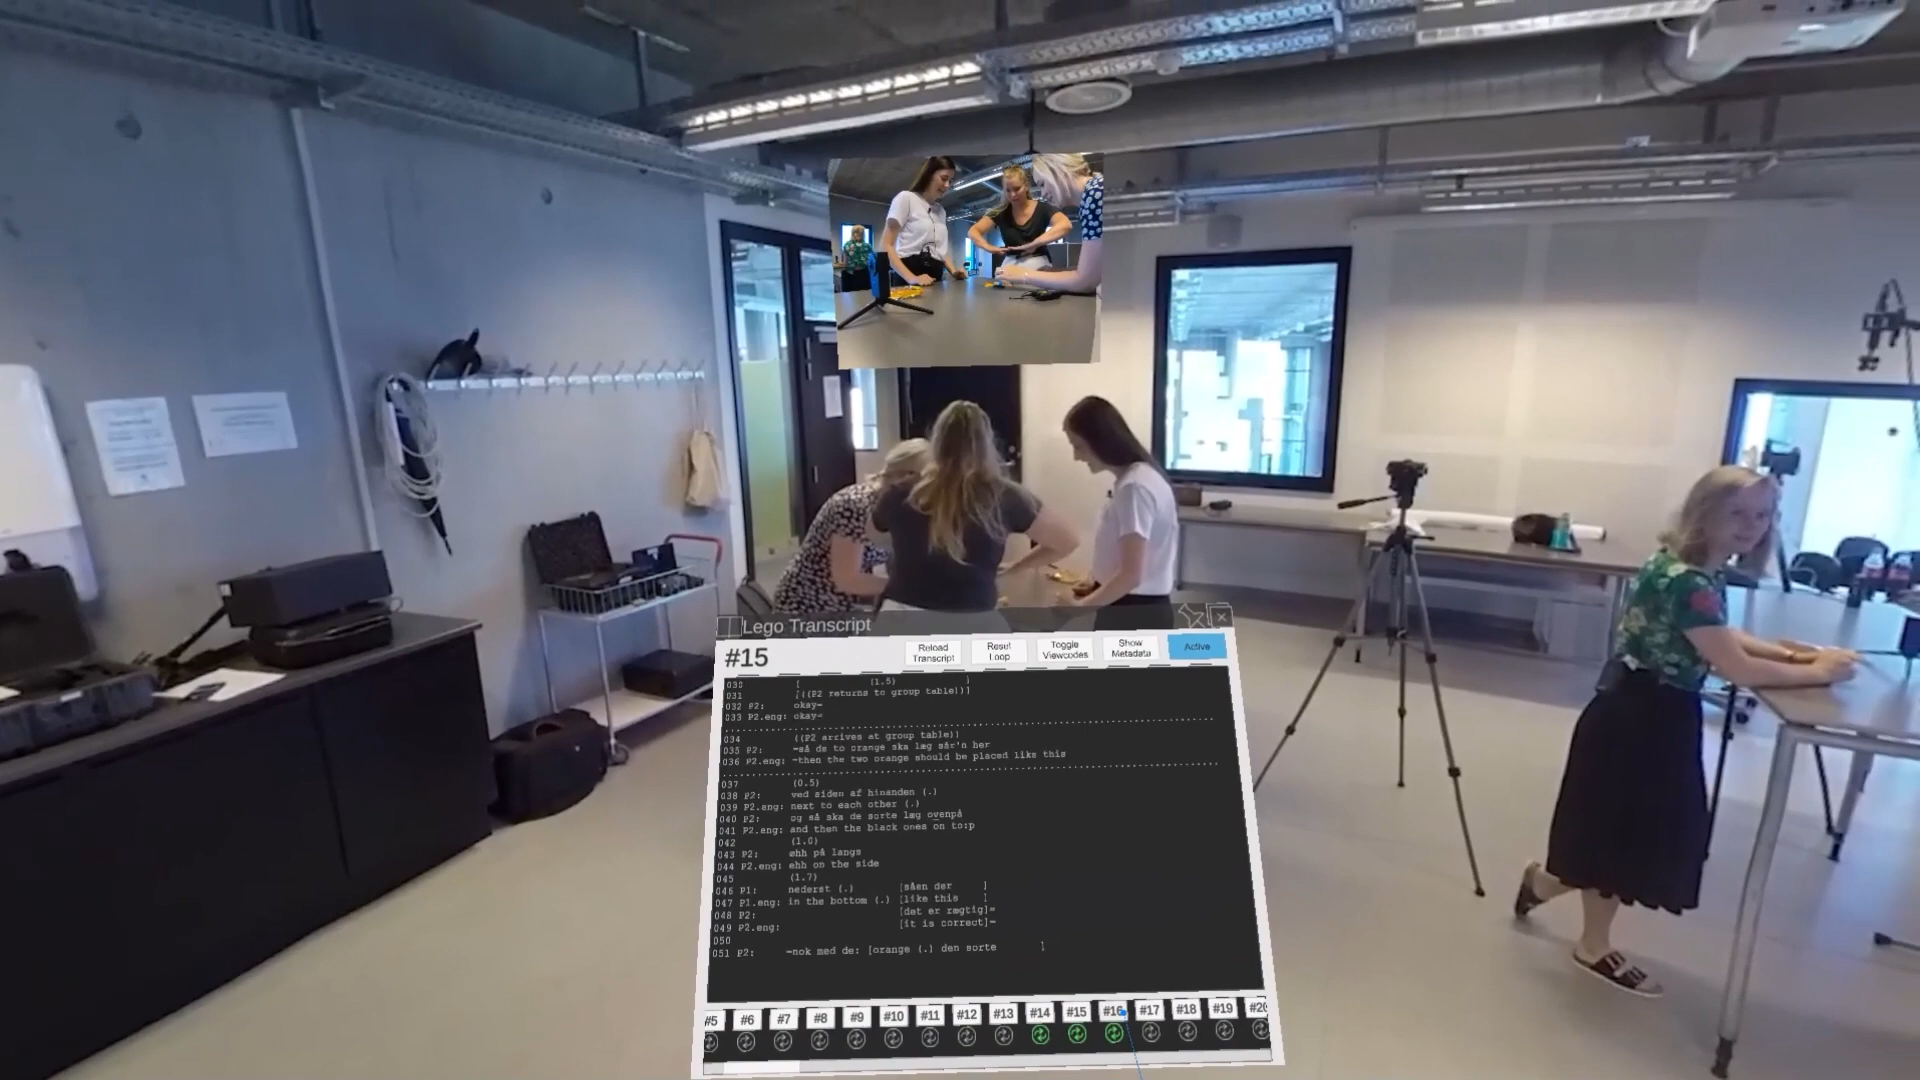 Lego Transcript
#15
Reload Transcript
Reset Loop
Toggle Viewcodes
Show Metadata
Active
030 [ (1.5) ]
031 [((P2 returns to group table))]
032 P2: okay=
033 P2.eng: okay=
034 ((P2 arrives at group table))
035 P2: =så de to orange ska læg sår'n her
036 P2.eng: =then the two orange should be placed like this
037 (0.5)
038 P2: ved siden af hinanden (.)
039 P2.eng: next to each other (.)
040 P2: og så ska de sorte læg ovenpå
041 P2.eng: and then the black ones on to:p
042 (1.0)
043 P2: øhh på langs
044 P2.eng: ehh on the side
045 (1.7)
046 P1: nederst (.) [såen der ]
047 P1.eng: in the bottom (.) [like this ]
048 P2: [det er rægtig]=
049 P2.eng: [it is correct]=
050
051 P2: =nok med de: [orange (.) den sorte ]
#5 #6 #7 #8 #9 #10 #11 #12 #13 #14 #15 #16 #17 #18 #19 #20